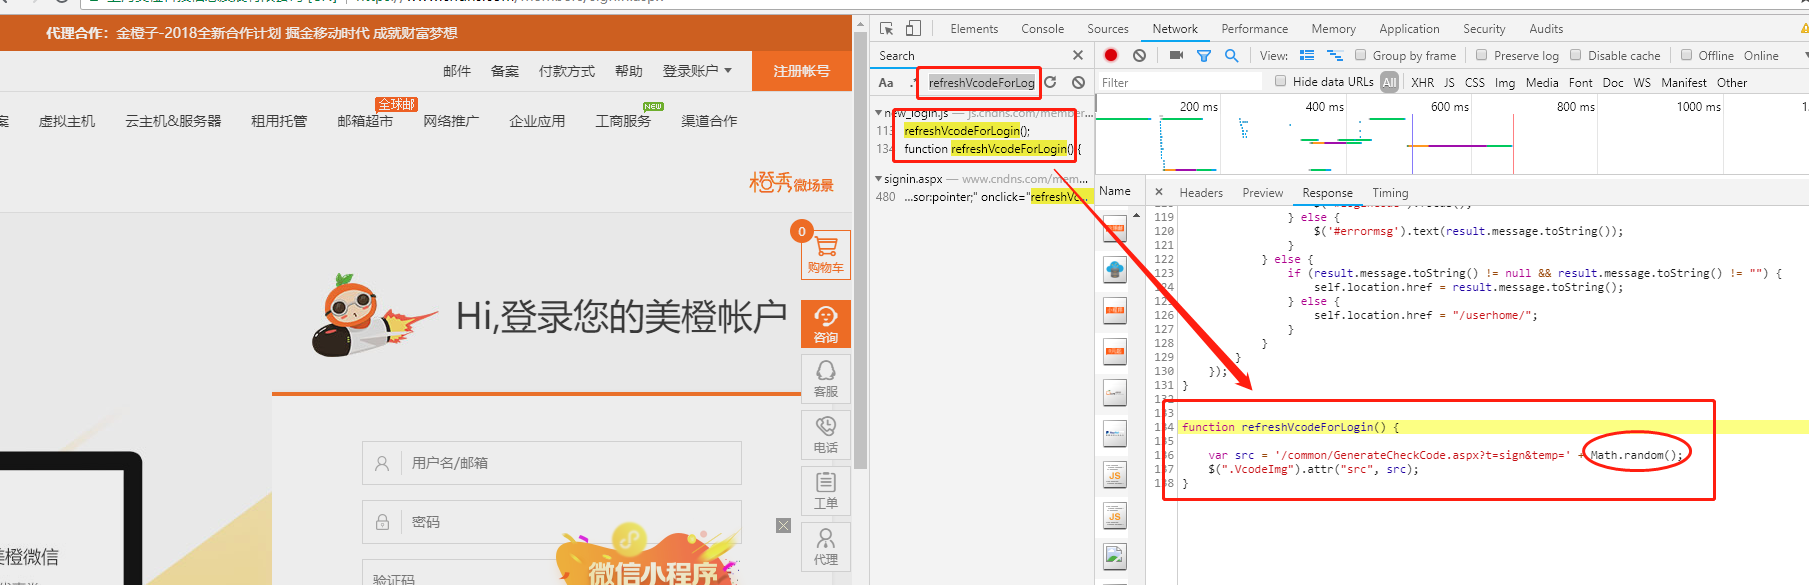 代理合作：金橙子-2018全新合作计划 掘金移动时代 成就财富梦想
邮件 备案 付款方式 帮助 登录账户 注册帐号
案 虚拟主机 云主机&服务器 租用托管 邮箱超市 网络推广 企业应用 工商服务 渠道合作
全球邮
NEW
橙秀微场景
0
购物车
Hi,登录您的美橙帐户
咨询
客服
电话
工单
代理
用户名/邮箱
密码
验证码
美橙微信
微信小程序
Elements Console Sources Network Performance Memory Application Security Audits
Search
View: Group by frame Preserve log Disable cache Offline Online
Aa .* refreshVcodeForLog
Filter Hide data URLs All XHR JS CSS Img Media Font Doc WS Manifest Other
new_login.js — js.cndns.com/member...
113 refreshVcodeForLogin();
134 function refreshVcodeForLogin() {
signin.aspx — www.cndns.com/mem...
480 ...sor:pointer;" onclick="refreshVc...
200 ms 400 ms 600 ms 800 ms 1000 ms
Name Headers Preview Response Timing
119 } else {
120 $('#errormsg').text(result.message.toString());
121 }
122 } else {
123 if (result.message.toString() != null && result.message.toString() != "") {
124 self.location.href = result.message.toString();
125 } else {
126 self.location.href = "/userhome/";
127 }
128 }
129 }
130 });
131 }
132
133
134 function refreshVcodeForLogin() {
135
136 var src = '/common/GenerateCheckCode.aspx?t=sign&temp=' + Math.random();
137 $(".VcodeImg").attr("src", src);
138 }